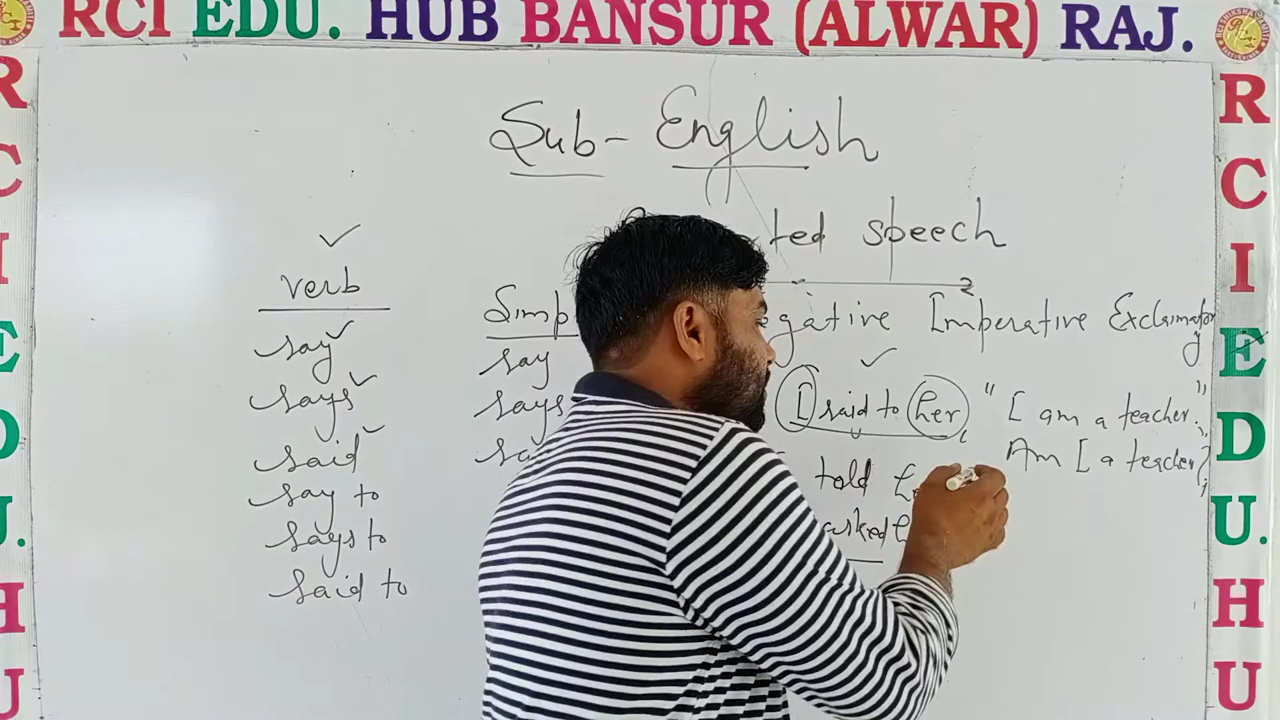 RCI EDU. HUB BANSUR (ALWAR) RAJ.
Sub- English
ted speech
verb
Simp gative Imperative Exclamatory
say say
says says I said to her " I am a teacher."
said sa Am I a teacher
say to told
says to asked
said to
R C I E D U. H U
R C I E D U. H U